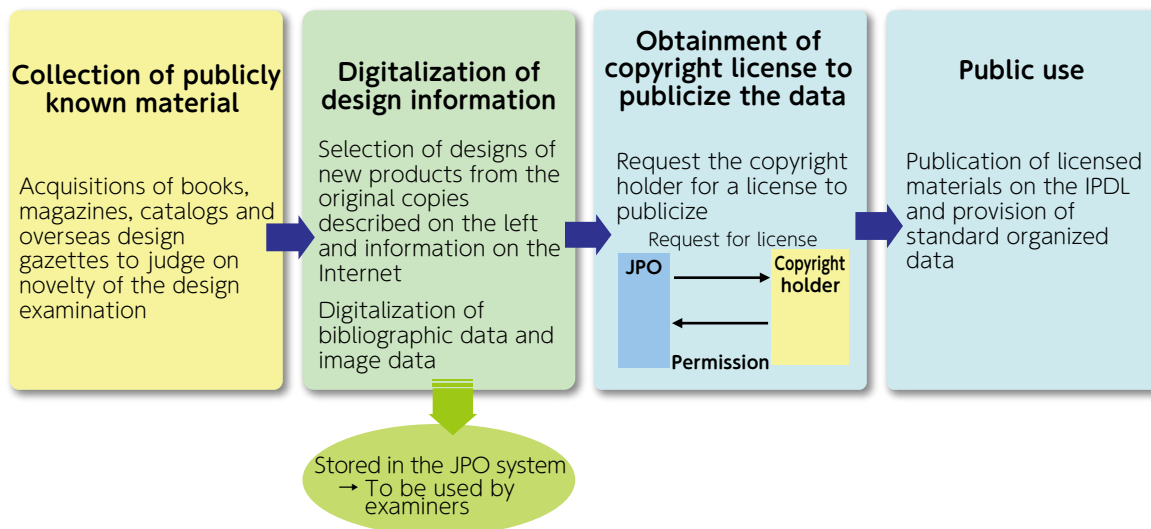 Collection of publicly
known material
Acquisitions of books,
magazines, catalogs and
overseas design
gazettes to judge on
novelty of the design
examination
Digitalization of
design information
Selection of designs of
new products from the
original copies
described on the left
and information on the
Internet
Digitalization of
bibliographic data and
image data
Stored in the JPO system
→ To be used by
examiners
Obtainment of
copyright license to
publicize the data
Request the copyright
holder for a license to
publicize
Request for license
JPO
Copyright
holder
Permission
Public use
Publication of licensed
materials on the IPDL
and provision of
standard organized
data